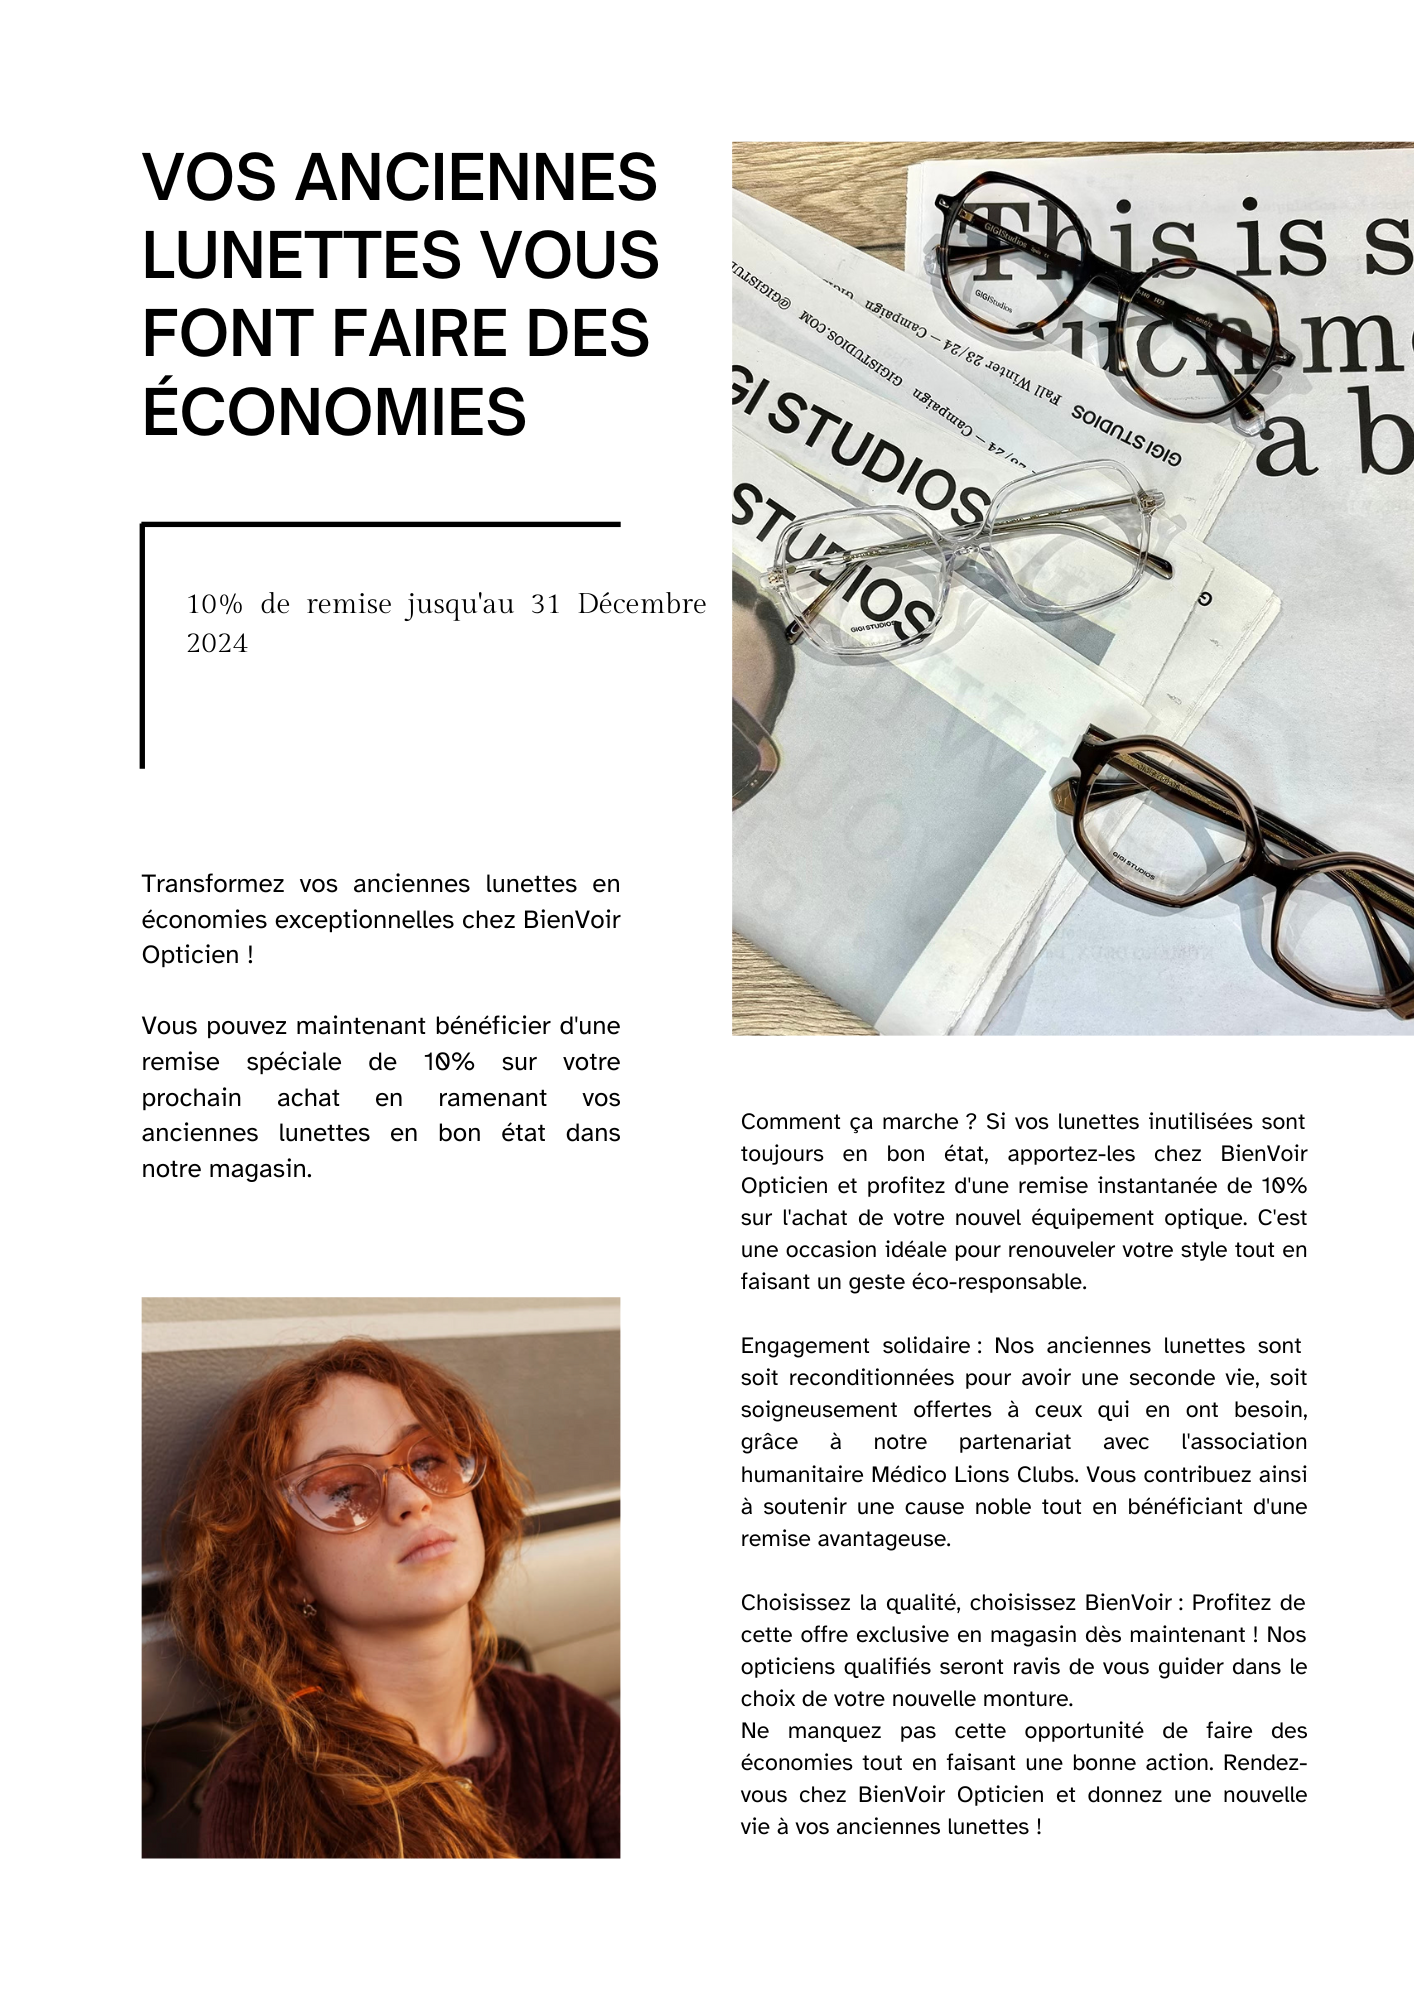 VOS ANCIENNES
LUNETTES VOUS
FONT FAIRE DES
ÉCONOMIES
10% de remise jusqu'au 31 Décembre
2024
Transformez vos anciennes lunettes en
économies exceptionnelles chez BienVoir
Opticien !
Vous pouvez maintenant bénéficier d'une
remise spéciale de 10% sur votre
prochain achat en ramenant vos
anciennes lunettes en bon état dans
notre magasin.
This is s
such m
a b
GIGIStudios
GIGIStudios
@GIGISTUDIOS
GIGISTUDIOS.COM
Campaign
Fall Winter 23/24 – Campaign
GIGI STUDIOS
GI STUDIOS
STUDIOS
GIGI STUDIOS
GIGI STUDIOS
Comment ça marche ? Si vos lunettes inutilisées sont
toujours en bon état, apportez-les chez BienVoir
Opticien et profitez d'une remise instantanée de 10%
sur l'achat de votre nouvel équipement optique. C'est
une occasion idéale pour renouveler votre style tout en
faisant un geste éco-responsable.
Engagement solidaire : Nos anciennes lunettes sont
soit reconditionnées pour avoir une seconde vie, soit
soigneusement offertes à ceux qui en ont besoin,
grâce à notre partenariat avec l'association
humanitaire Médico Lions Clubs. Vous contribuez ainsi
à soutenir une cause noble tout en bénéficiant d'une
remise avantageuse.
Choisissez la qualité, choisissez BienVoir : Profitez de
cette offre exclusive en magasin dès maintenant ! Nos
opticiens qualifiés seront ravis de vous guider dans le
choix de votre nouvelle monture.
Ne manquez pas cette opportunité de faire des
économies tout en faisant une bonne action. Rendez-
vous chez BienVoir Opticien et donnez une nouvelle
vie à vos anciennes lunettes !